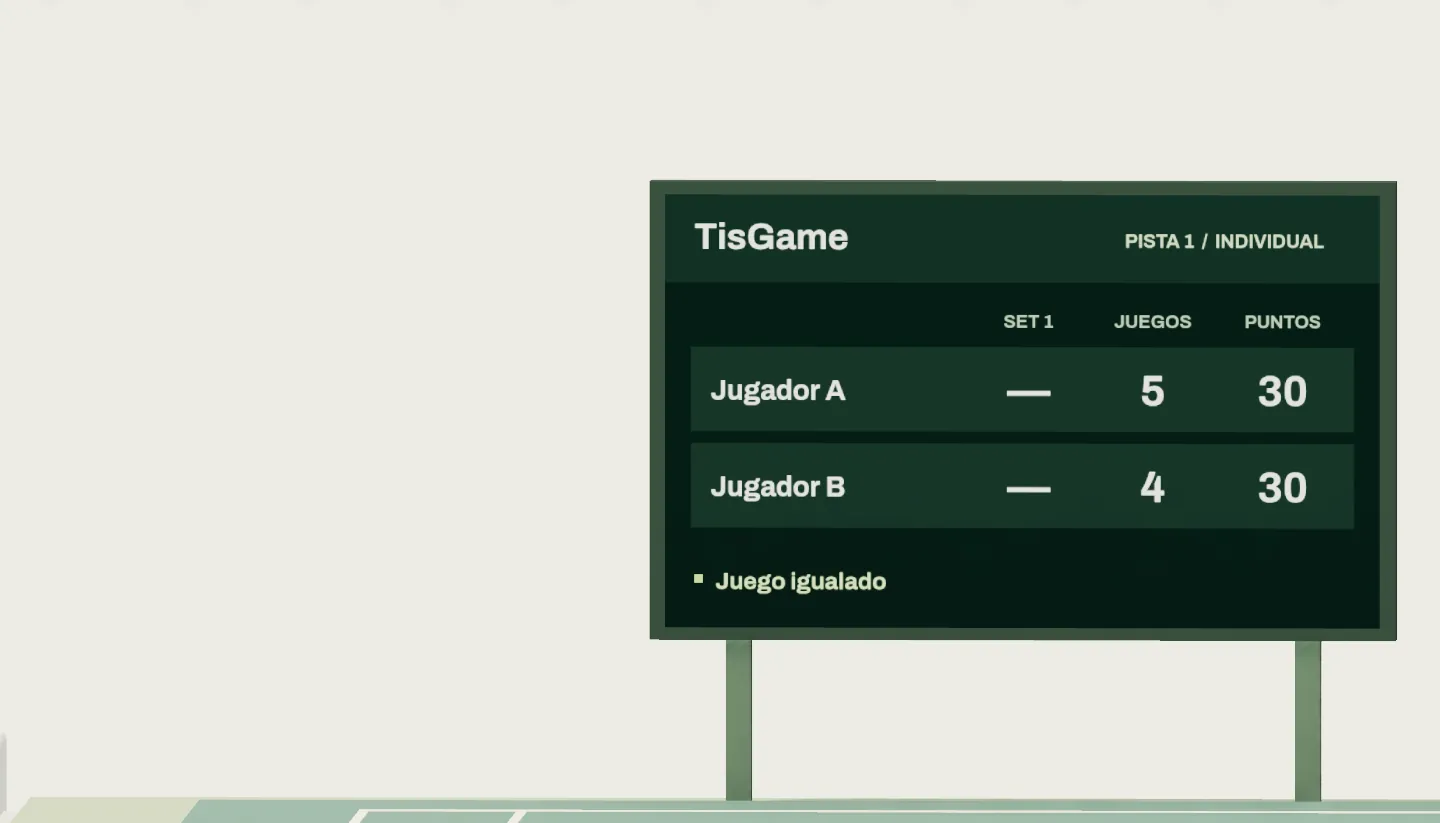 TisGame PISTA 1 / INDIVIDUAL
SET 1 JUEGOS PUNTOS
Jugador A — 5 30
Jugador B — 4 30
Juego igualado